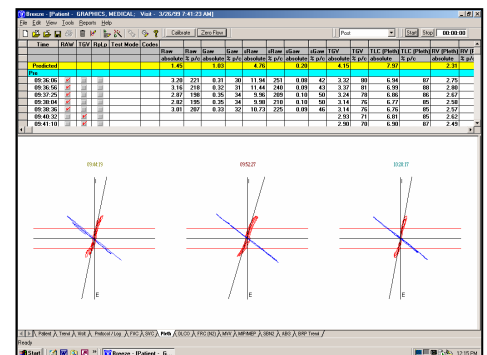 Breeze - [Patient - GRAPHICS, MEDICAL; Visit - 3/26/99 7:41:23 AM]
File Edit View Tools Reports Help
Calibrate Zero Flow Post Start Stop 00:00:00
Time RAW TGV RpLp Test Mode Codes Raw Raw Gaw Gaw sRaw sRaw sGaw sGaw TGV TGV TLC (Pleth) TLC (Pleth) RV (Pleth) RV (
absolute % p/c absolute % p/c absolute % p/c absolute % p/c absolute % p/c absolute % p/c absolute % p/
Predicted 1.45 1.03 4.76 0.20 4.15 7.97 2.31
Pre
09:36:06 3.20 221 0.31 30 11.94 251 0.08 42 3.32 80 6.94 87 2.75
09:36:56 3.16 218 0.32 31 11.44 240 0.09 43 3.37 81 6.99 88 2.80
09:37:25 2.87 198 0.35 34 9.96 209 0.10 50 3.24 78 6.86 86 2.67
09:38:04 2.82 195 0.35 34 9.98 210 0.10 50 3.14 76 6.77 85 2.58
09:38:36 3.01 207 0.33 32 10.73 225 0.09 46 3.14 76 6.76 85 2.57
09:40:32 2.93 71 6.81 85 2.62
09:41:10 2.90 70 6.90 87 2.49
09:44:19 09:52:27 10:20:17
I I I
E E E
Patient Trend Visit Protocol / Log FVC SVC Pleth DLCO FRC (N2) MVV MIP/MEP SBN2 ABG BRP Trend
Ready
Start Breeze - [Patient - G... 12:15 PM